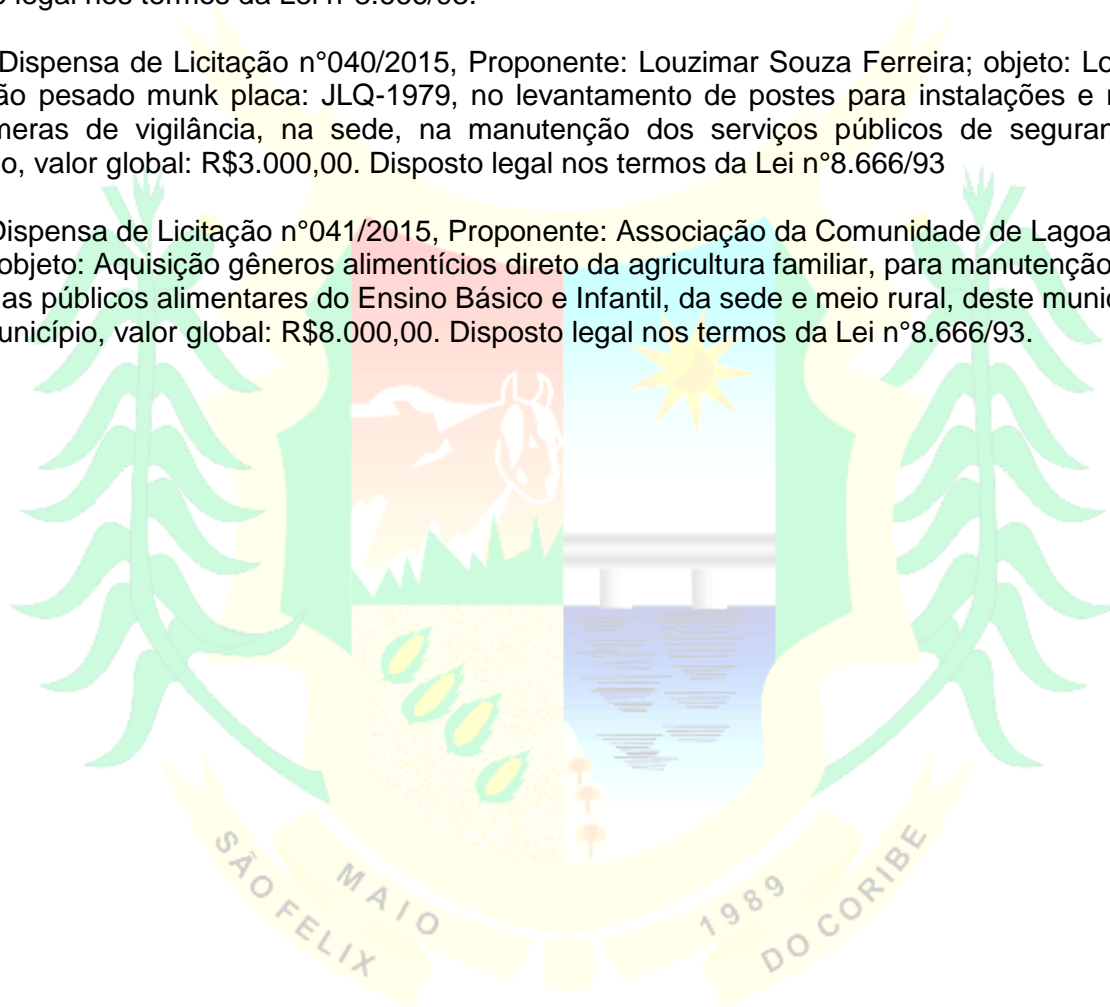 legal nos termos da Lei n°8.666/93.
Dispensa de Licitação n°040/2015, Proponente: Louzimar Souza Ferreira; objeto: Lo
ão pesado munk placa: JLQ-1979, no levantamento de postes para instalações e
meras de vigilância, na sede, na manutenção dos serviços públicos de seguran
o, valor global: R$3.000,00. Disposto legal nos termos da Lei n°8.666/93
Dispensa de Licitação n°041/2015, Proponente: Associação da Comunidade de Lagoa
objeto: Aquisição gêneros alimentícios direto da agricultura familiar, para manutenção
as públicos alimentares do Ensino Básico e Infantil, da sede e meio rural, deste munic
unicípio, valor global: R$8.000,00. Disposto legal nos termos da Lei n°8.666/93.
SÃO FELIX
MAIO
1989
DO CORIBE